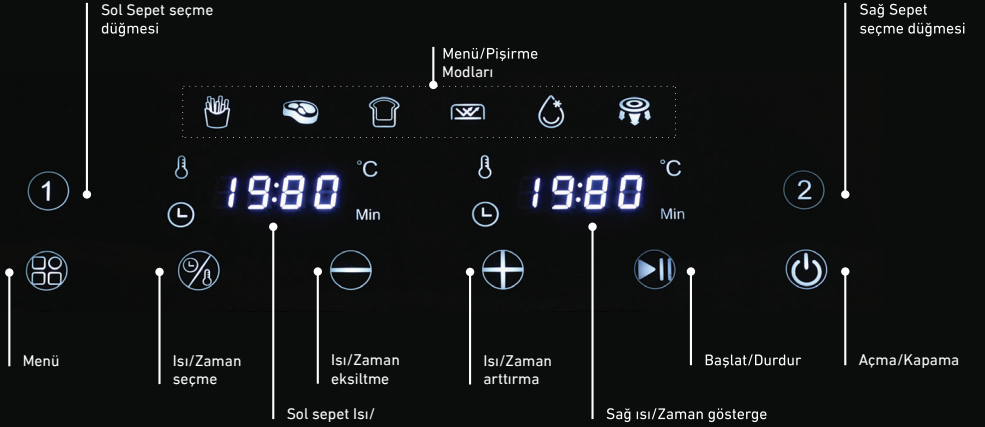 Sol Sepet seçme
düğmesi
Sağ Sepet
seçme düğmesi
Menü/Pişirme
Modları
°C
°C
1
19:80
19:80
2
Min
Min
Menü
Isı/Zaman
seçme
Isı/Zaman
eksiltme
Isı/Zaman
arttırma
Başlat/Durdur
Açma/Kapama
Sol sepet Isı/
Sağ ısı/Zaman gösterge